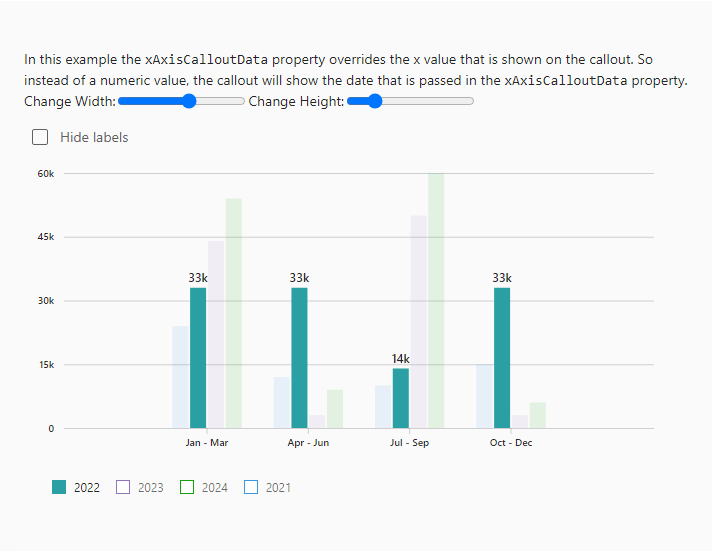 In this example the xAxisCalloutData property overrides the x value that is shown on the callout. So
instead of a numeric value, the callout will show the date that is passed in the xAxisCalloutData property.
Change Width: Change Height:
Hide labels
60k
45k
30k
15k
0
33k
33k
14k
33k
Jan - Mar
Apr - Jun
Jul - Sep
Oct - Dec
2022 2023 2024 2021